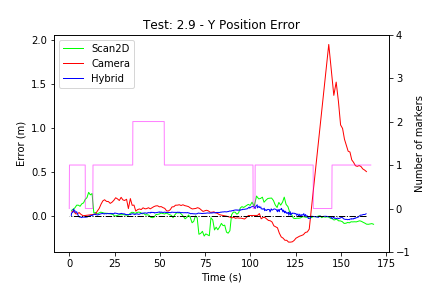 Test: 2.9 - Y Position Error
Scan2D
Camera
Hybrid
2.0
1.5
1.0
0.5
0.0
Error (m)
4
3
2
1
0
−1
Number of markers
0 25 50 75 100 125 150 175
Time (s)